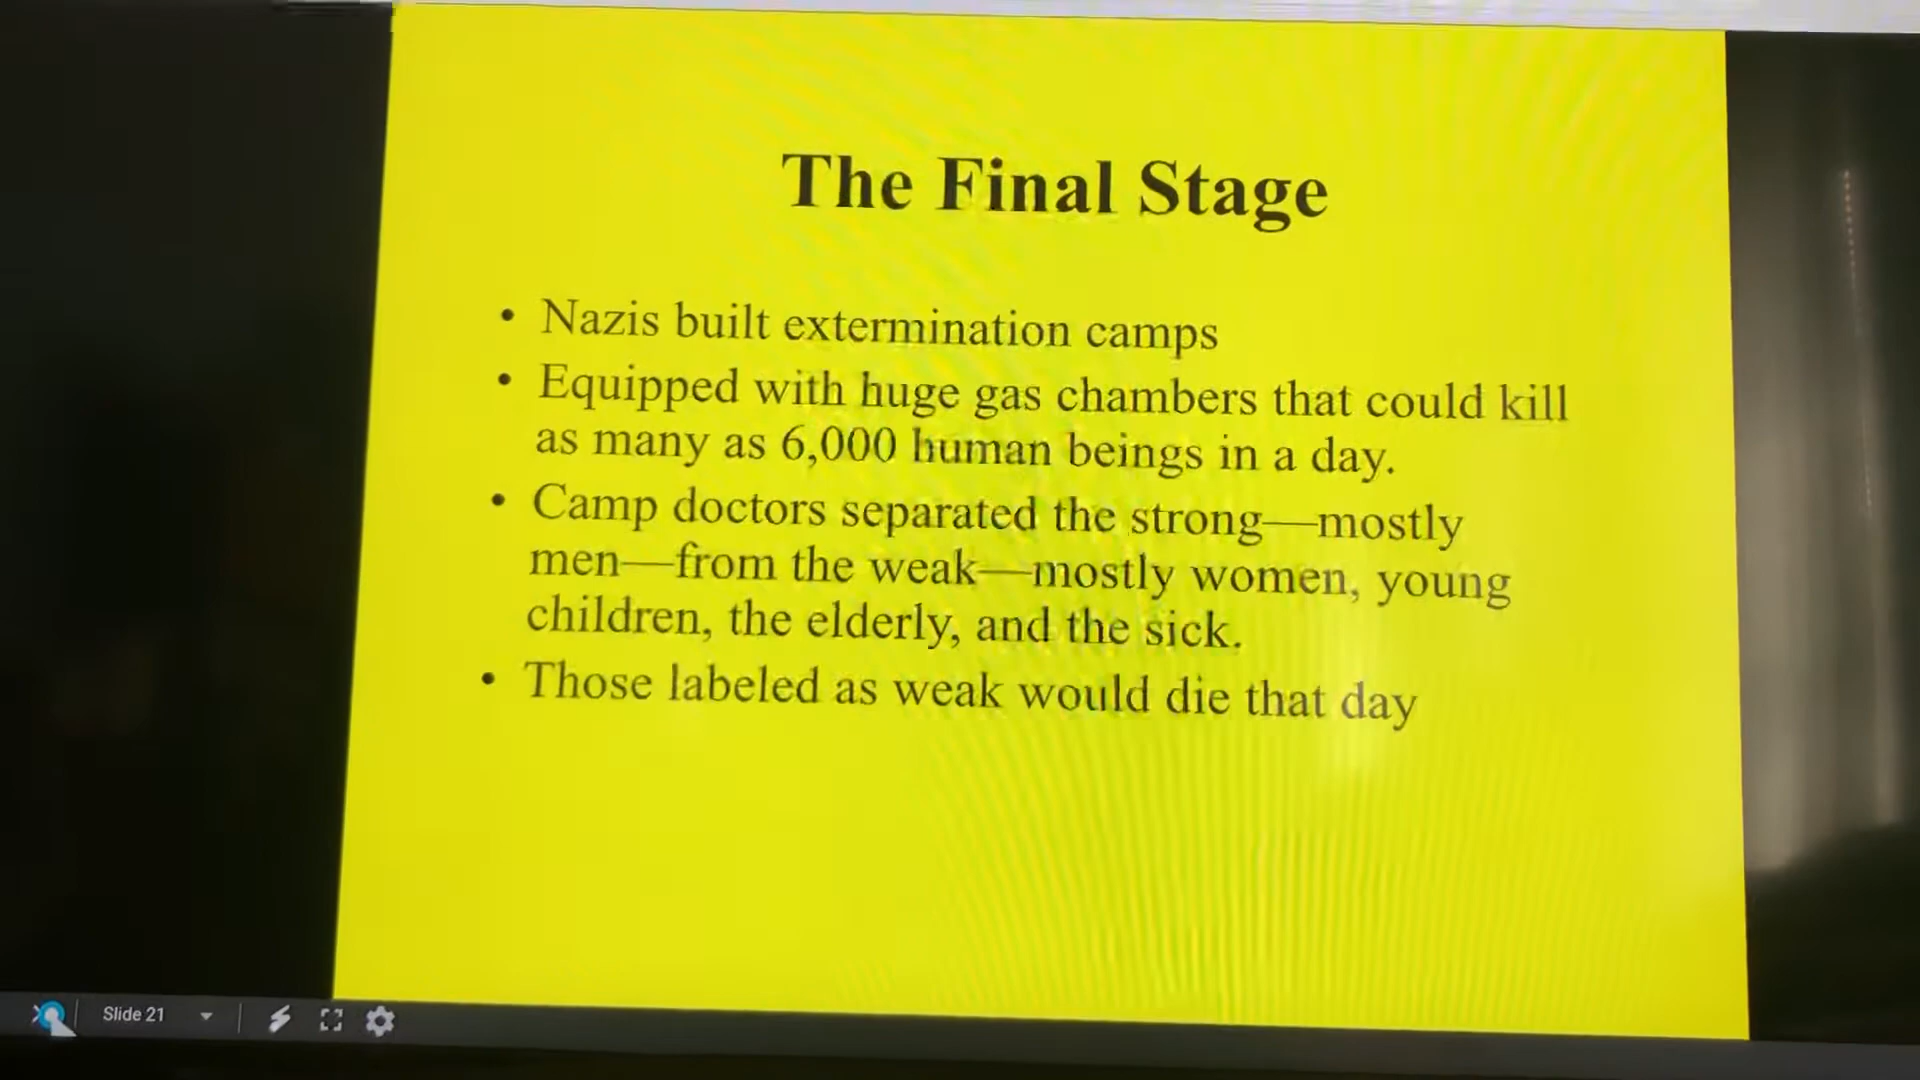 The Final Stage
• Nazis built extermination camps
• Equipped with huge gas chambers that could kill
as many as 6,000 human beings in a day.
• Camp doctors separated the strong—mostly
men—from the weak—mostly women, young
children, the elderly, and the sick.
• Those labeled as weak would die that day
Slide 21